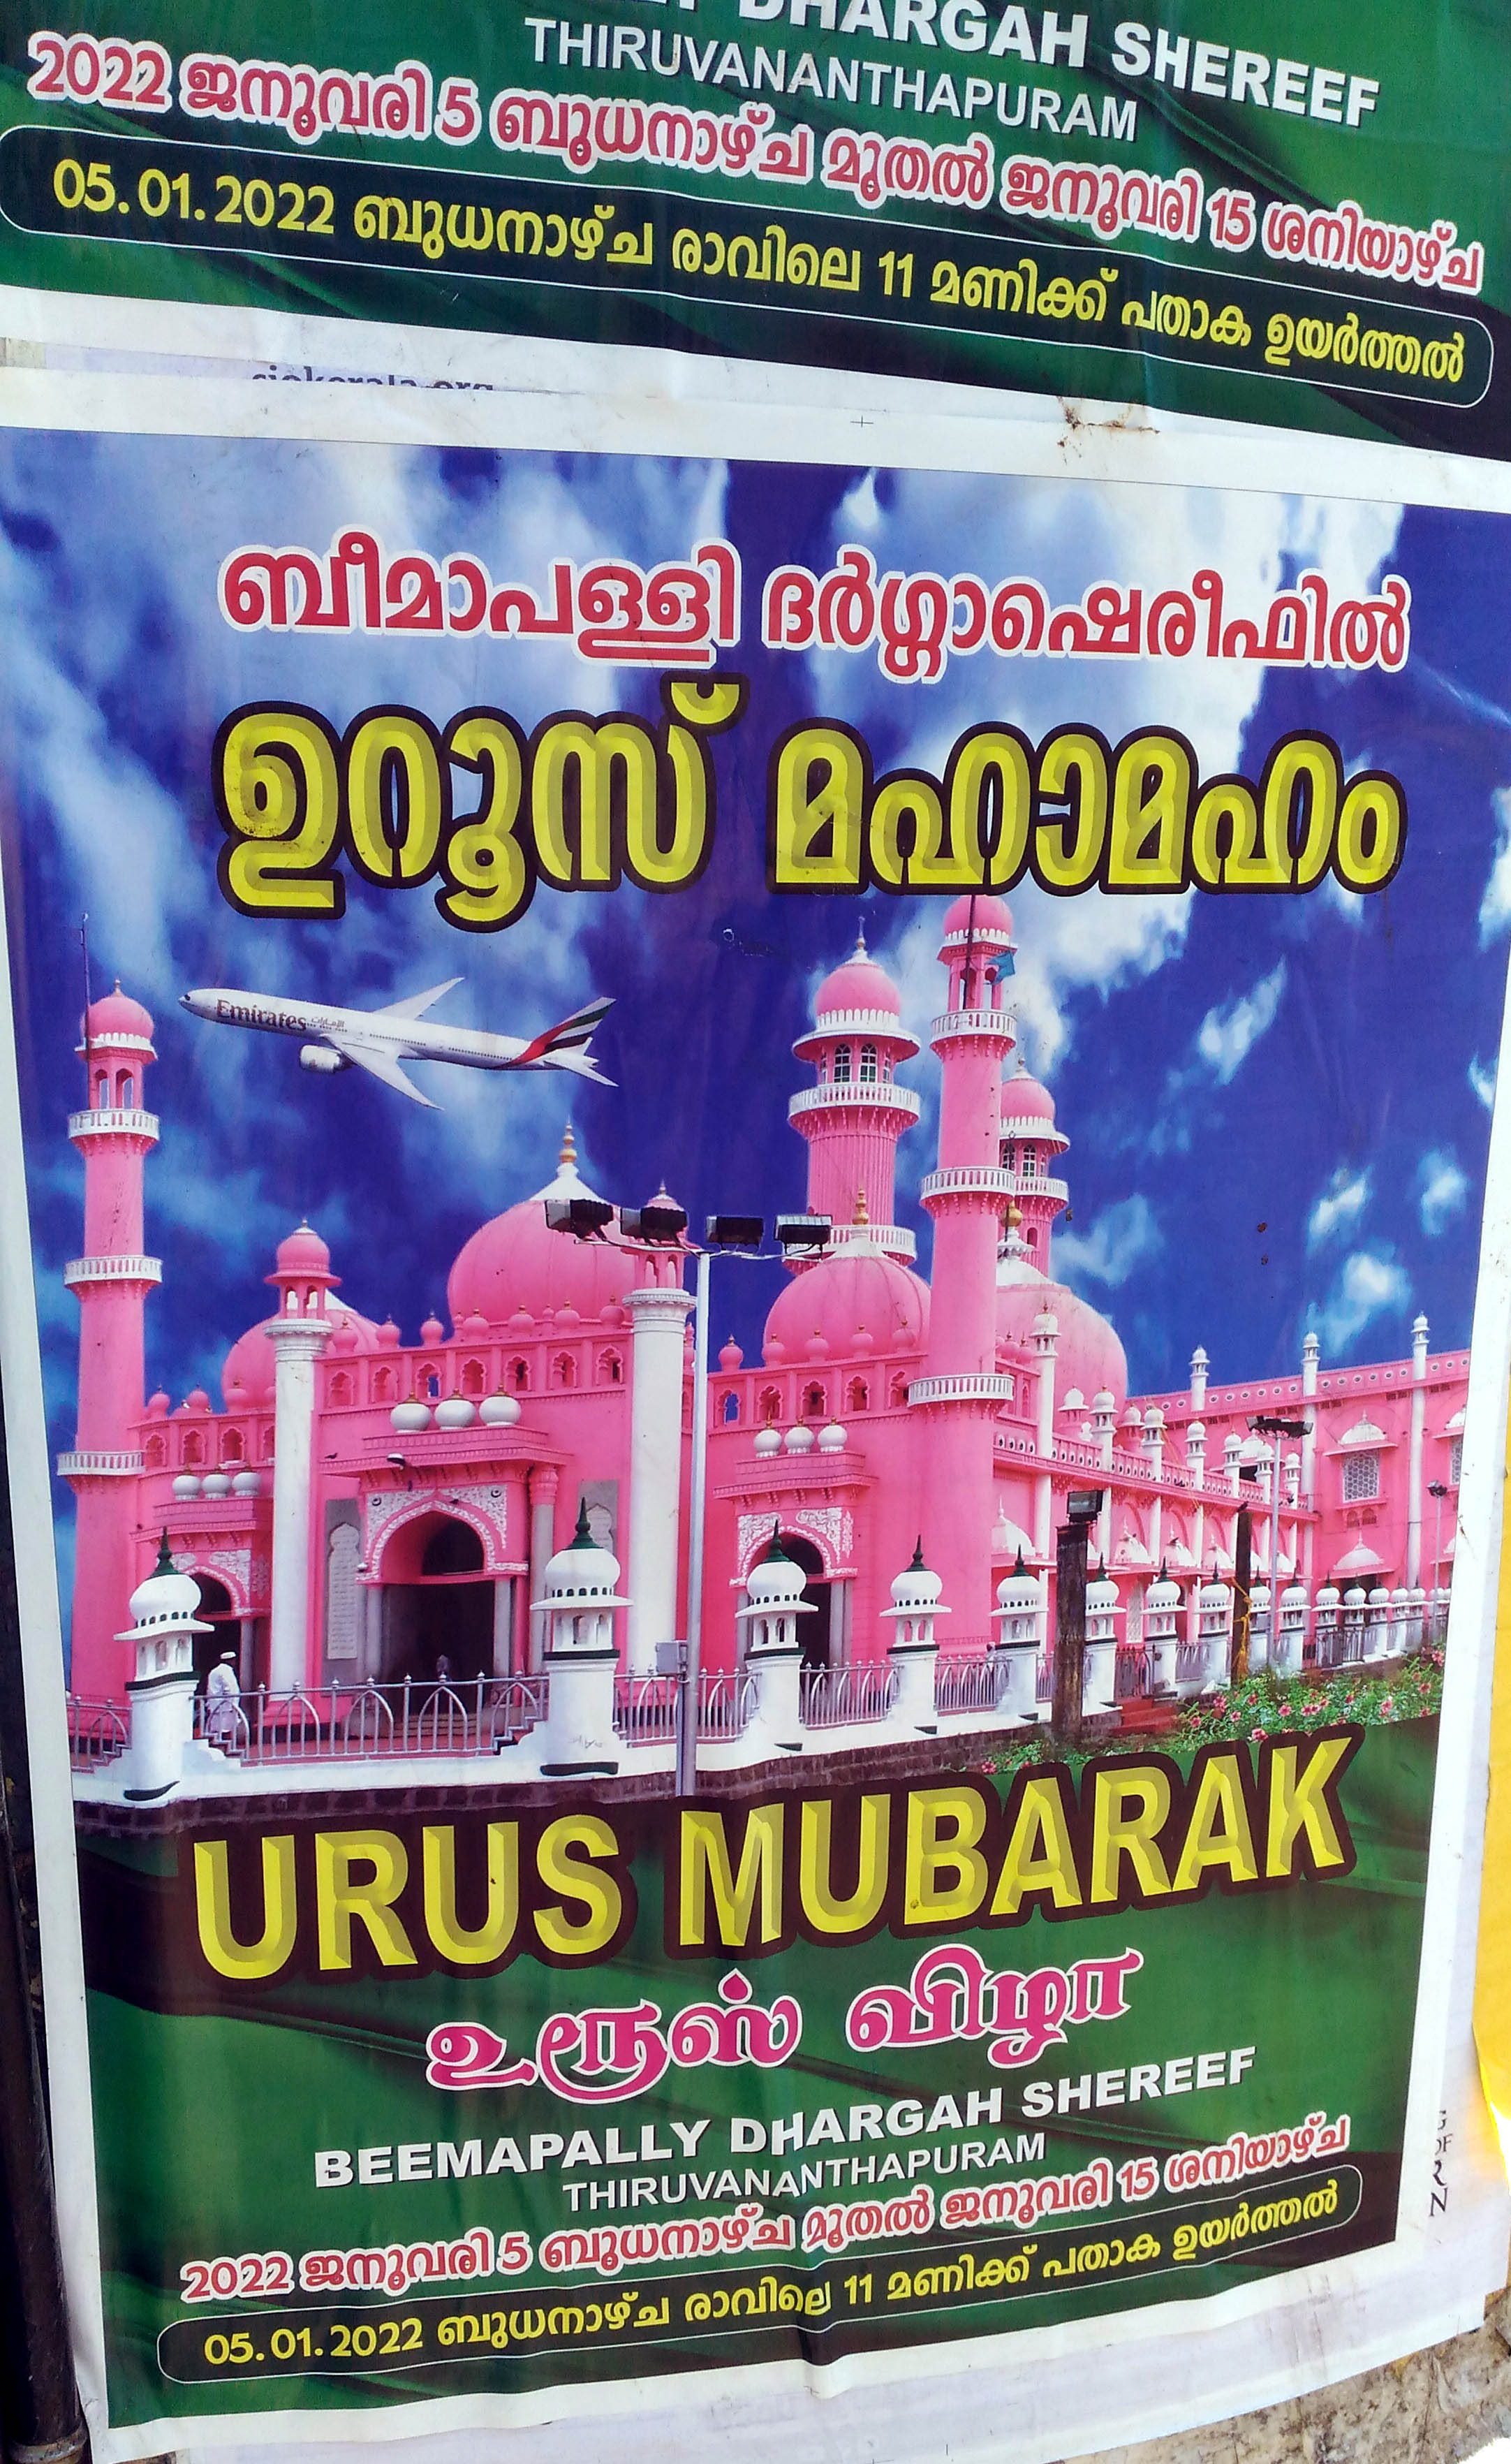 DHARGAH SHEREEF
THIRUVANANTHAPURAM
2022 ജനുവരി 5 ബുധനാഴ്ച മുതൽ ജനുവരി 15 ശനിയാഴ്ച
05.01.2022 ബുധനാഴ്ച രാവിലെ 11 മണിക്ക് പതാക ഉയർത്തൽ
ബീമാപള്ളി ദർഗ്ഗാഷെരീഫിൽ
ഉറൂസ് മഹാമഹം
Emirates
URUS MUBARAK
உரூஸ் விழா
BEEMAPALLY DHARGAH SHEREEF
THIRUVANANTHAPURAM
2022 ജനുവരി 5 ബുധനാഴ്ച മുതൽ ജനുവരി 15 ശനിയാഴ്ച
05.01.2022 ബുധനാഴ്ച രാവിലെ 11 മണിക്ക് പതാക ഉയർത്തൽ